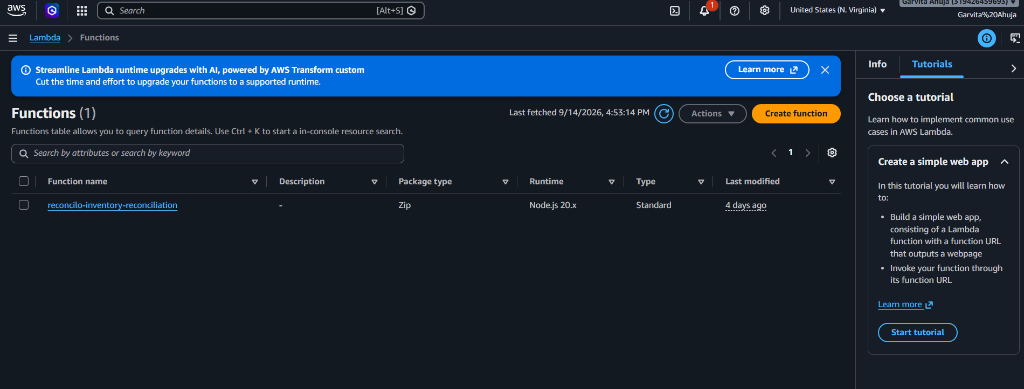 aws
Search
[Alt+S]
1
United States (N. Virginia)
Garvita Ahuja (319426459695)
Garvita%20Ahuja
Lambda
Functions
Streamline Lambda runtime upgrades with AI, powered by AWS Transform custom
Cut the time and effort to upgrade your functions to a supported runtime.
Learn more
Functions (1)
Last fetched 9/14/2026, 4:53:14 PM
Actions
Create function
Functions table allows you to query function details. Use Ctrl + K to start a in-console resource search.
Search by attributes or search by keyword
1
Function name
Description
Package type
Runtime
Type
Last modified
reconcilo-inventory-reconciliation
-
Zip
Node.js 20.x
Standard
4 days ago
Info
Tutorials
Choose a tutorial
Learn how to implement common use
cases in AWS Lambda.
Create a simple web app
In this tutorial you will learn how
to:
• Build a simple web app,
consisting of a Lambda
function with a function URL
that outputs a webpage
• Invoke your function through
its function URL
Learn more
Start tutorial